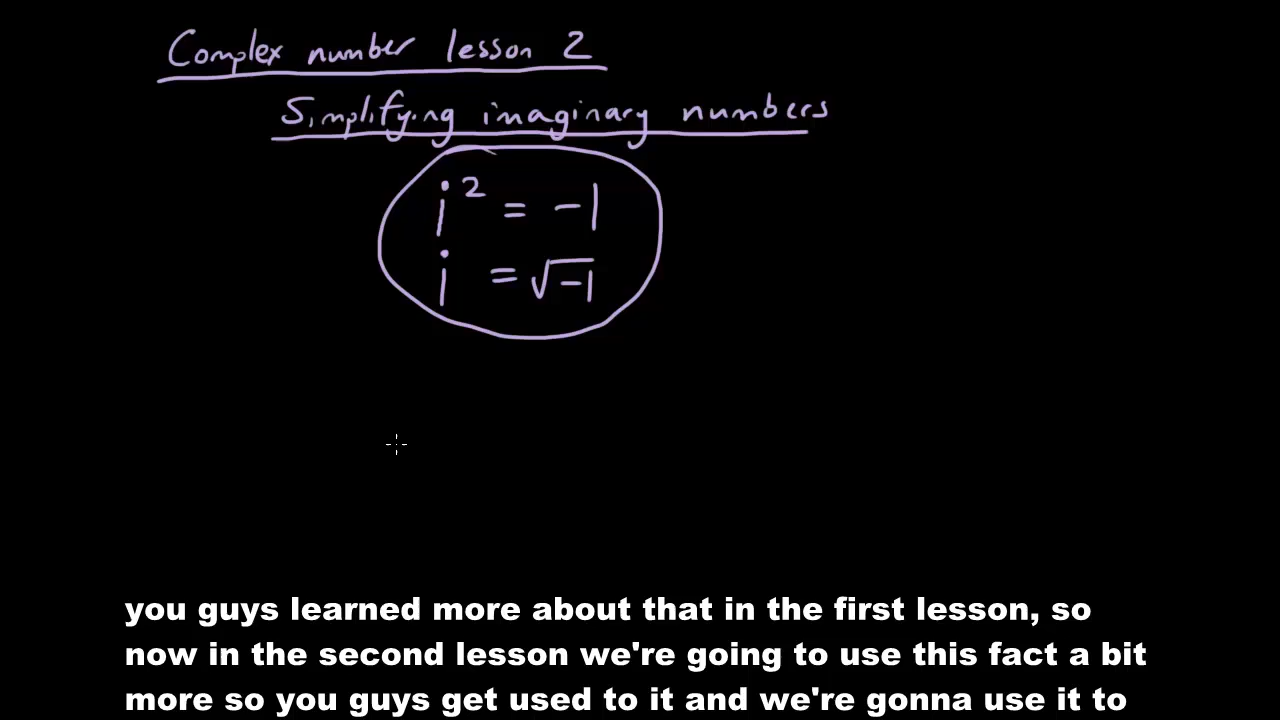 Complex number lesson 2
Simplifying imaginary numbers
i² = -1
i = √-1
you guys learned more about that in the first lesson, so
now in the second lesson we're going to use this fact a bit
more so you guys get used to it and we're gonna use it to